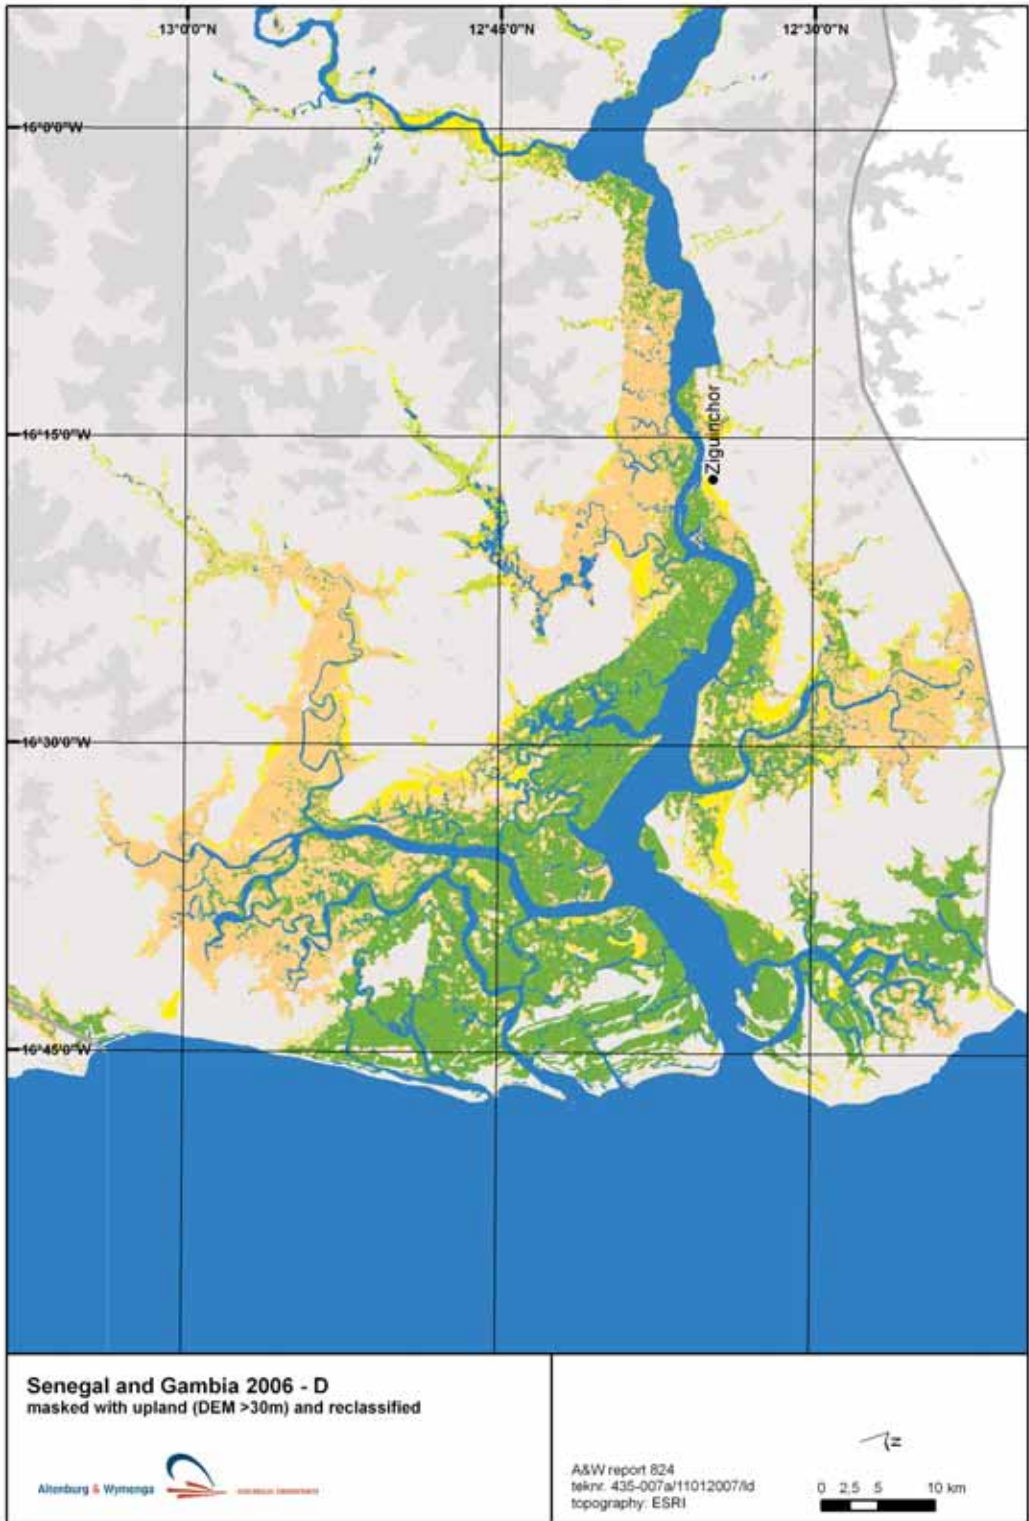 13°0'0"N
12°45'0"N
12°30'0"N
16°0'0"W
16°15'0"W
Ziguinchor
16°30'0"W
16°45'0"W
Senegal and Gambia 2006 - D
masked with upland (DEM >30m) and reclassified
Altenburg & Wymenga
A&W report 824
teknr. 435-007a/11012007/ld
topography: ESRI
N
0 2,5 5 10 km